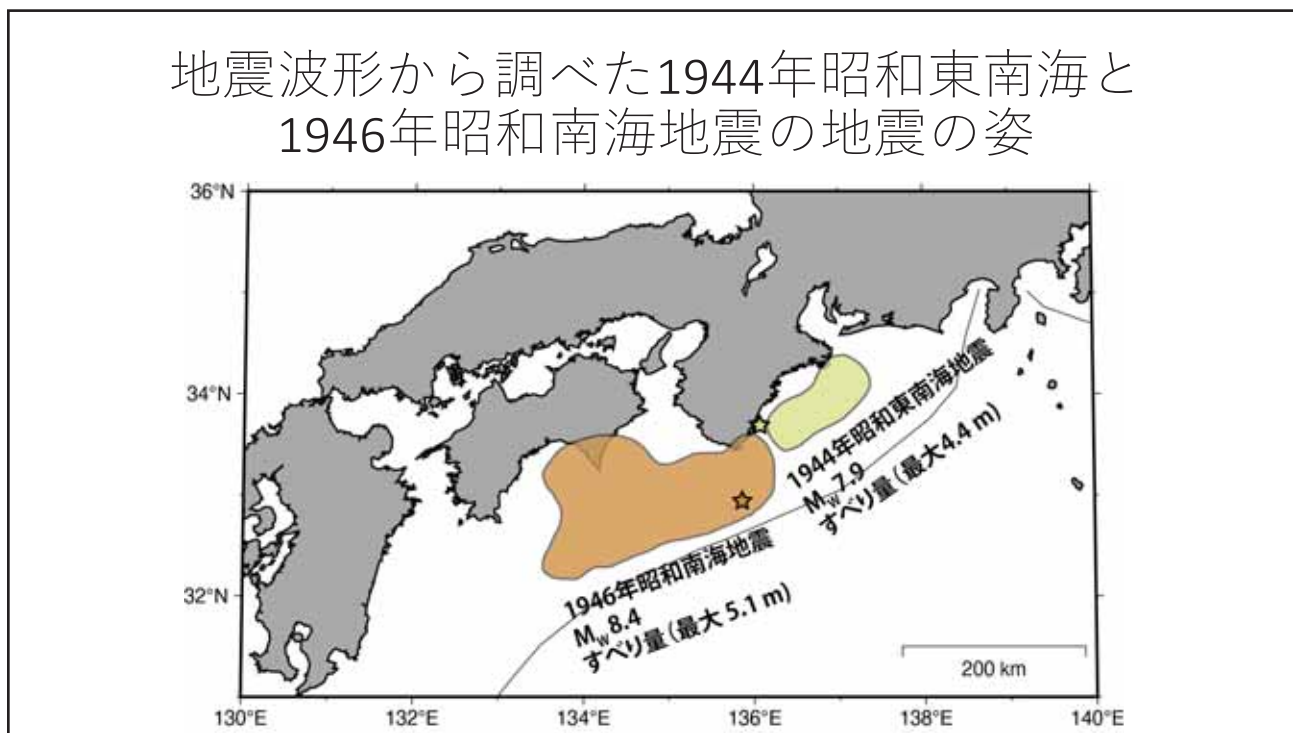 地震波形から調べた1944年昭和東南海と
1946年昭和南海地震の地震の姿
36°N
34°N
32°N
1944年昭和東南海地震
Mw7.9
すべり量(最大4.4 m)
1946年昭和南海地震
Mw8.4
すべり量(最大 5.1 m)
200 km
130°E
132°E
134°E
136°E
138°E
140°E